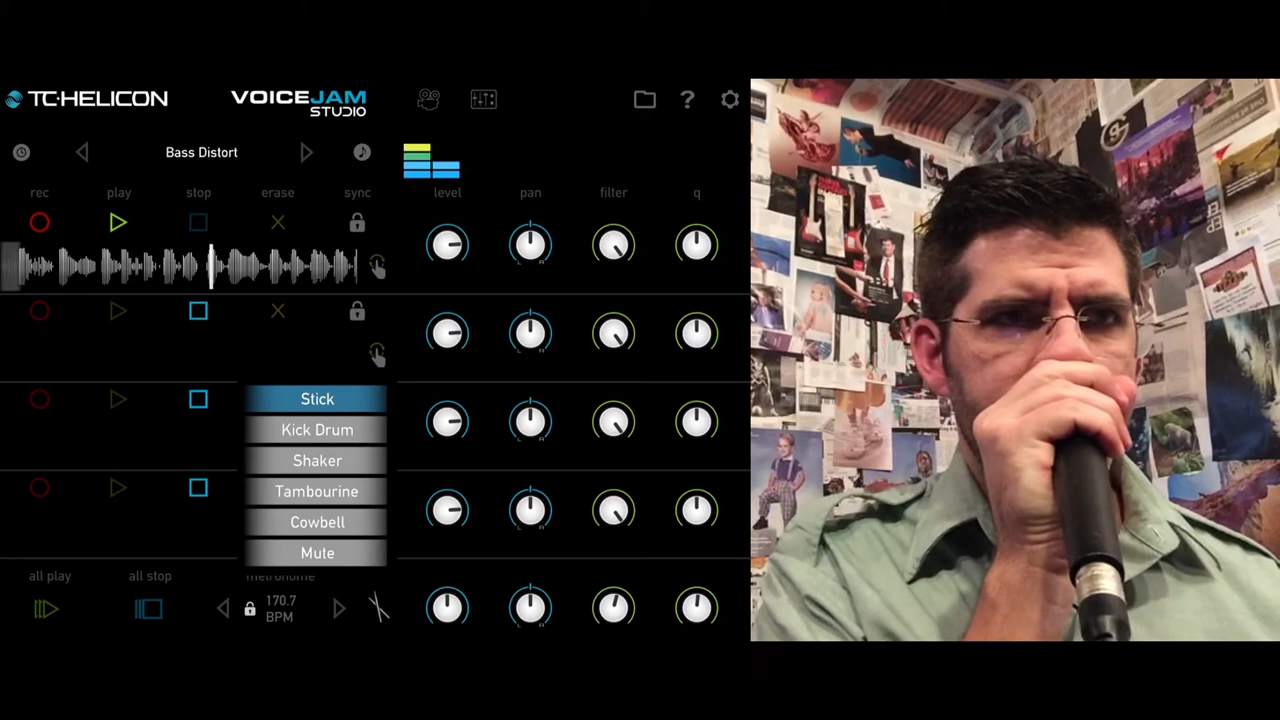 TC•HELICON
VOICEJAM
STUDIO
?
Bass Distort
rec play stop erase sync
level pan filter q
L R
L R
L R
L R
Stick
Kick Drum
Shaker
Tambourine
Cowbell
Mute
all play all stop metronome
170.7
BPM
L R